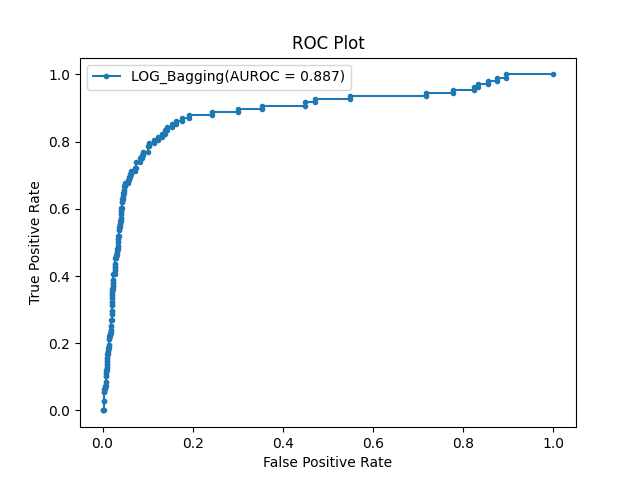 ROC Plot
LOG_Bagging(AUROC = 0.887)
1.0
0.8
0.6
0.4
0.2
0.0
True Positive Rate
0.0 0.2 0.4 0.6 0.8 1.0
False Positive Rate